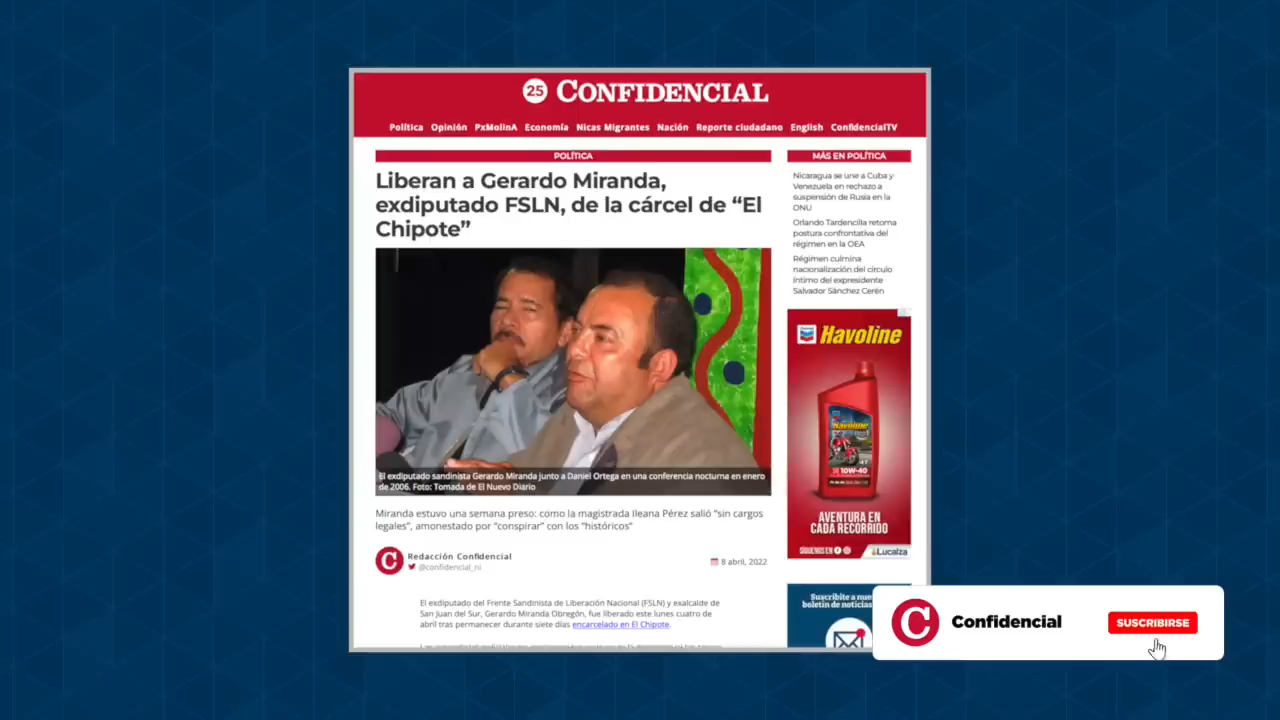 25 CONFIDENCIAL
Política Opinión PxMolinA Economía Nicas Migrantes Nación Reporte ciudadano English ConfidencialTV
POLÍTICA
Liberan a Gerardo Miranda,
exdiputado FSLN, de la cárcel de “El
Chipote”
El exdiputado sandinista Gerardo Miranda junto a Daniel Ortega en una conferencia nocturna en enero
de 2006. Foto: Tomada de El Nuevo Diario
Miranda estuvo una semana preso: como la magistrada Ileana Pérez salió “sin cargos
legales”, amonestado por “conspirar” con los “históricos”
C
Redacción Confidencial
@confidencial_ni
8 abril, 2022
El exdiputado del Frente Sandinista de Liberación Nacional (FSLN) y exalcalde de
San Juan del Sur, Gerardo Miranda Obregón, fue liberado este lunes cuatro de
abril tras permanecer durante siete días encarcelado en El Chipote.
MÁS EN POLÍTICA
Nicaragua se une a Cuba y
Venezuela en rechazo a
suspensión de Rusia en la
ONU
Orlando Tardencilla retoma
postura confrontativa del
régimen en la OEA
Régimen culmina
nacionalización del círculo
íntimo del expresidente
Salvador Sánchez Cerén
Havoline
Havoline
10W-40
AVENTURA EN
CADA RECORRIDO
SÍGUENOS EN
Lucalza
Suscribite a
boletín de noticias
C Confidencial SUSCRIBIRSE